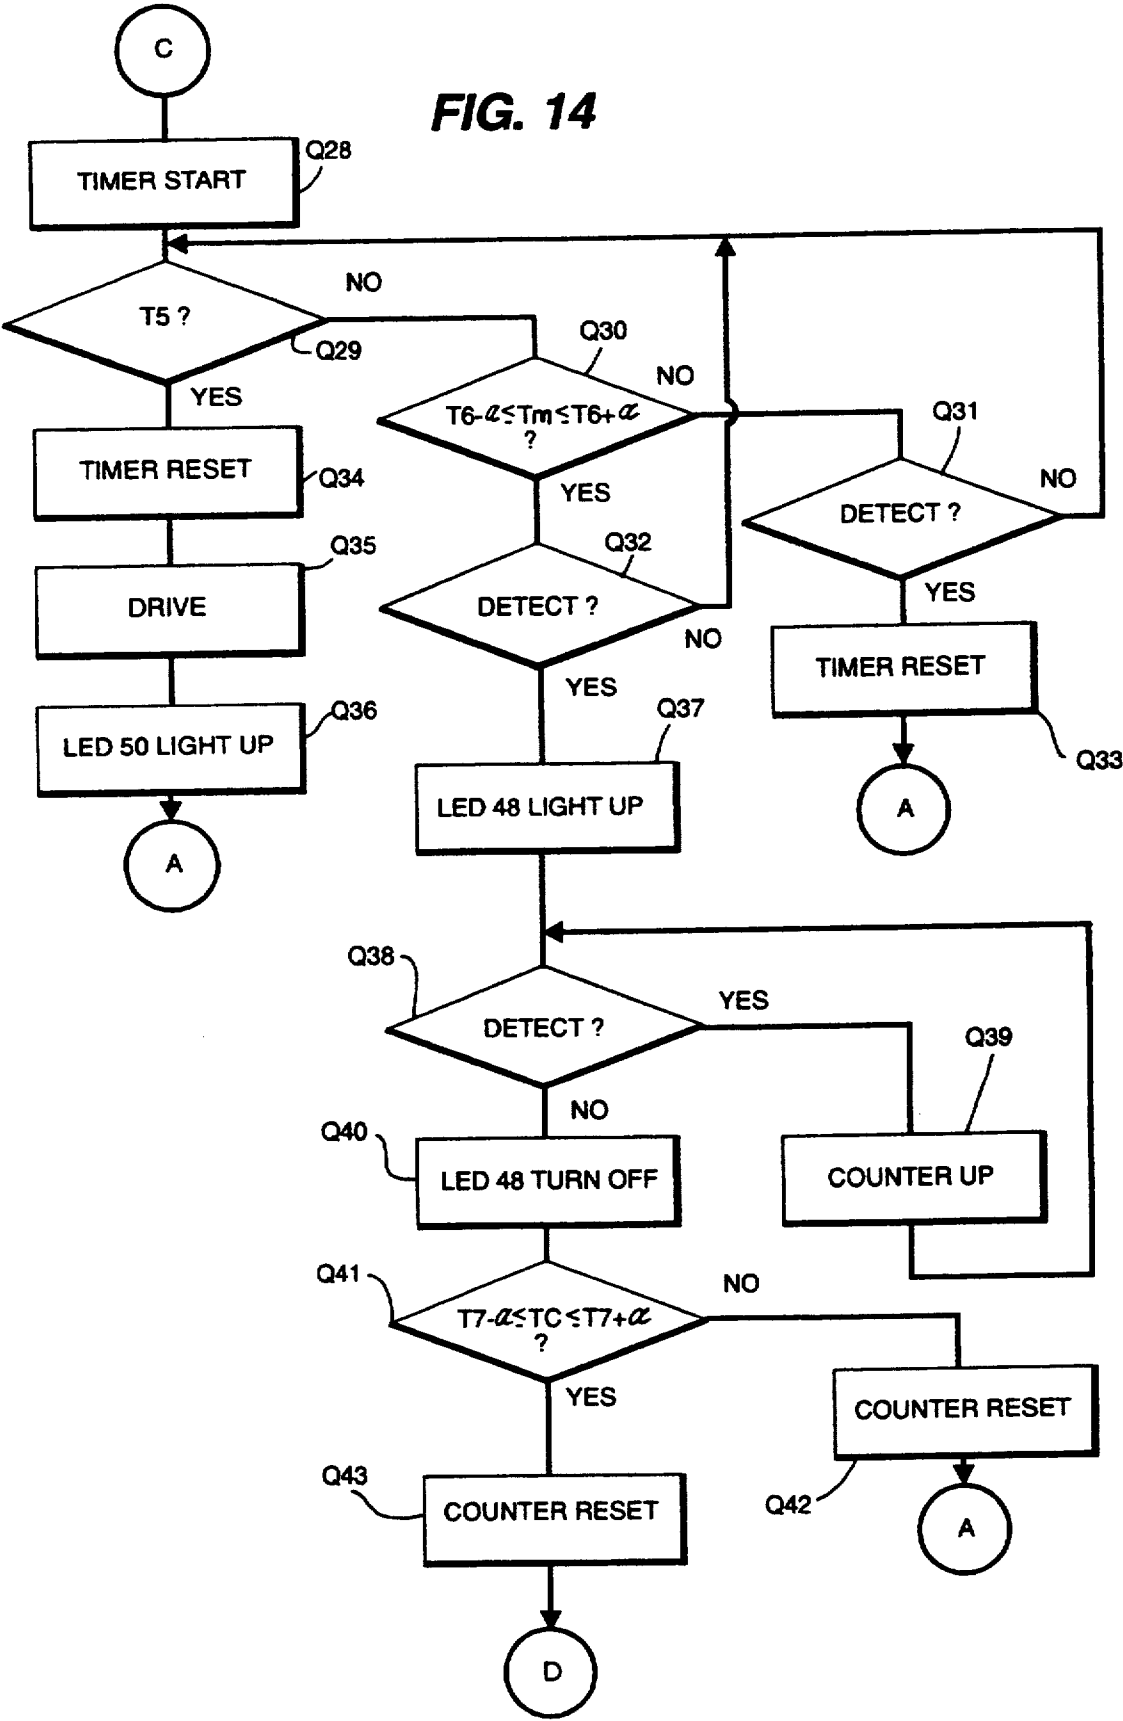 C
FIG. 14
Q28
TIMER START
NO
T5 ?
Q29
Q30
YES
NO
T6-α≤Tm≤T6+α
?
Q31
TIMER RESET
Q34
YES
NO
DETECT ?
Q35
Q32
DRIVE
DETECT ?
YES
NO
TIMER RESET
YES
Q36
Q37
LED 50 LIGHT UP
Q33
LED 48 LIGHT UP
A
A
Q38
DETECT ?
YES
Q39
NO
Q40
LED 48 TURN OFF
COUNTER UP
Q41
NO
T7-α≤TC≤T7+α
?
YES
COUNTER RESET
Q43
COUNTER RESET
Q42
A
D